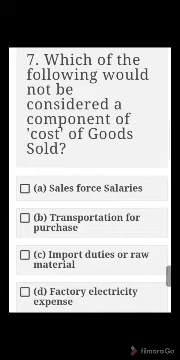 7. Which of the
following would
not be
considered a
component of
'cost' of Goods
Sold?
(a) Sales force Salaries
(b) Transportation for
purchase
(c) Import duties or raw
material
(d) Factory electricity
expense
filmoraGo